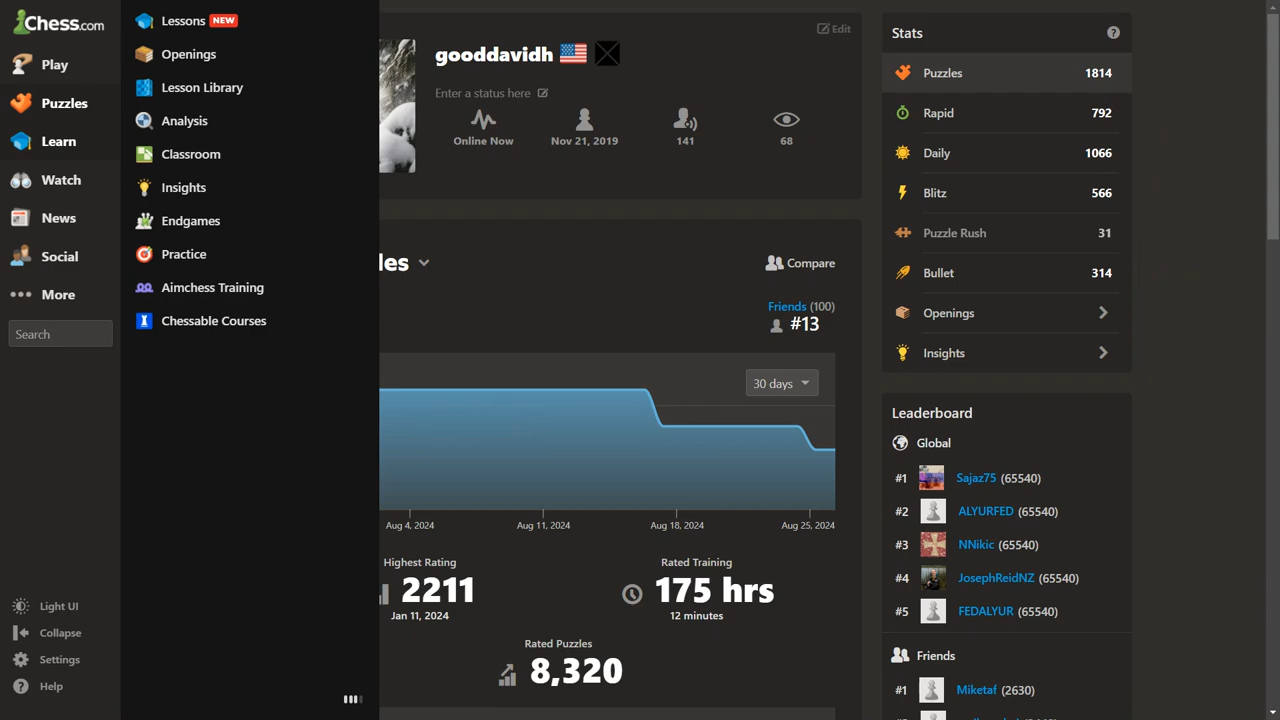 Chess.com
Play
Puzzles
Learn
Watch
News
Social
More
Search
Light UI
Collapse
Settings
Help
Lessons NEW
Openings
Lesson Library
Analysis
Classroom
Insights
Endgames
Practice
Aimchess Training
Chessable Courses
Edit
gooddavidh
Enter a status here
Online Now
Nov 21, 2019
141
68
les
Compare
Friends (100)
#13
30 days
Aug 4, 2024
Aug 11, 2024
Aug 18, 2024
Aug 25, 2024
Highest Rating
2211
Jan 11, 2024
Rated Training
175 hrs
12 minutes
Rated Puzzles
8,320
Stats
Puzzles 1814
Rapid 792
Daily 1066
Blitz 566
Puzzle Rush 31
Bullet 314
Openings
Insights
Leaderboard
Global
#1 Sajaz75 (65540)
#2 ALYURFED (65540)
#3 NNikic (65540)
#4 JosephReidNZ (65540)
#5 FEDALYUR (65540)
Friends
#1 Miketaf (2630)